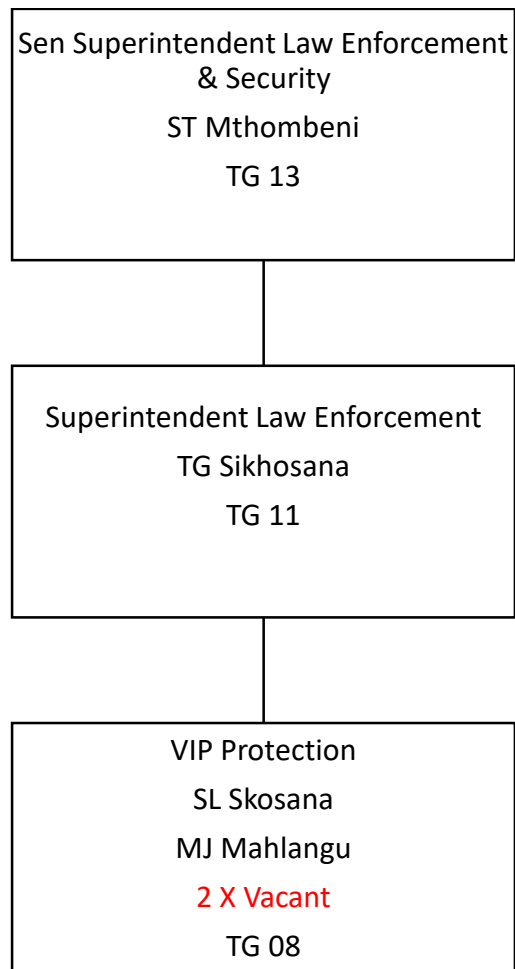 Sen Superintendent Law Enforcement
& Security
ST Mthombeni
TG 13
Superintendent Law Enforcement
TG Sikhosana
TG 11
VIP Protection
SL Skosana
MJ Mahlangu
2 X Vacant
TG 08